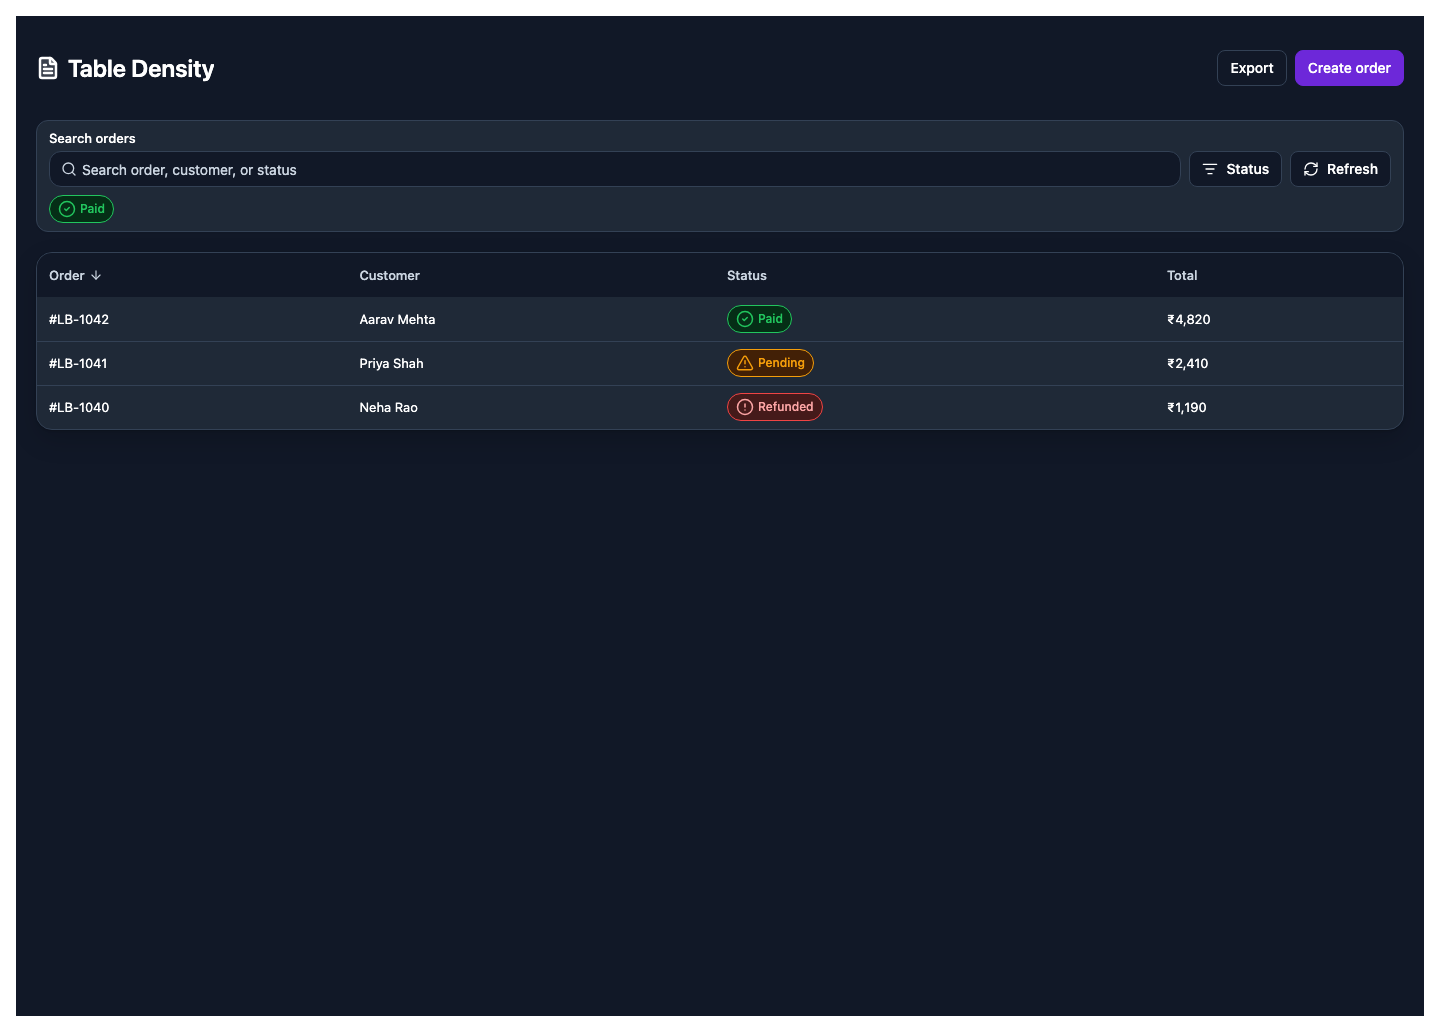 Table Density
Export
Create order
Search orders
Search order, customer, or status
Status
Refresh
Paid
Order Customer Status Total
#LB-1042 Aarav Mehta Paid ₹4,820
#LB-1041 Priya Shah Pending ₹2,410
#LB-1040 Neha Rao Refunded ₹1,190